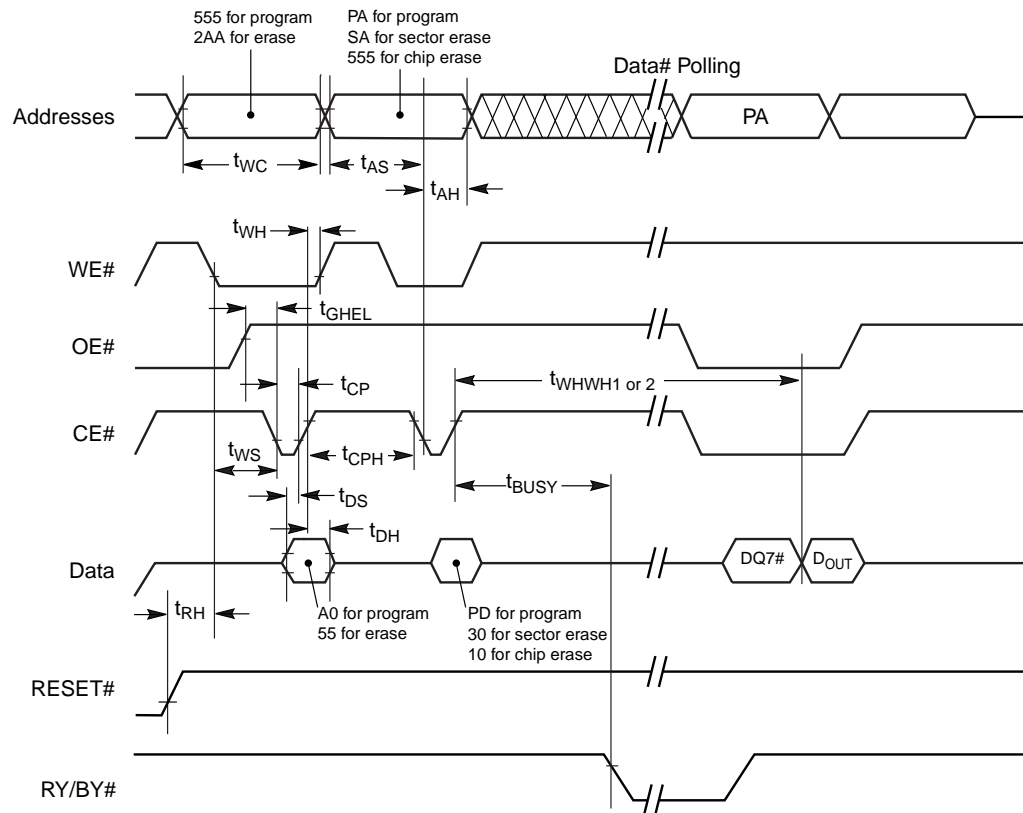 555 for program
2AA for erase
PA for program
SA for sector erase
555 for chip erase
Data# Polling
Addresses
PA
tWC
tAS
tAH
tWH
WE#
tGHEL
OE#
tCP
tWHWH1 or 2
CE#
tWS
tCPH
tBUSY
tDS
tDH
Data
DQ7#
DOUT
tRH
A0 for program
55 for erase
PD for program
30 for sector erase
10 for chip erase
RESET#
RY/BY#